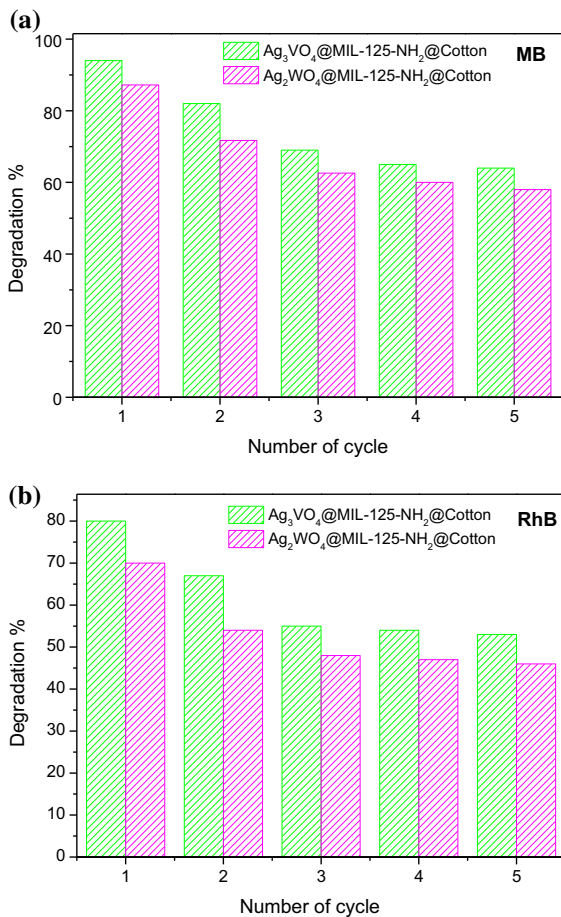 (a)
100
80
60
40
20
0
Degradation %
Ag₃VO₄@MIL-125-NH₂@Cotton
Ag₂WO₄@MIL-125-NH₂@Cotton
MB
1 2 3 4 5
Number of cycle
(b)
80
70
60
50
40
30
20
10
0
Degradation %
Ag₃VO₄@MIL-125-NH₂@Cotton
Ag₂WO₄@MIL-125-NH₂@Cotton
RhB
1 2 3 4 5
Number of cycle